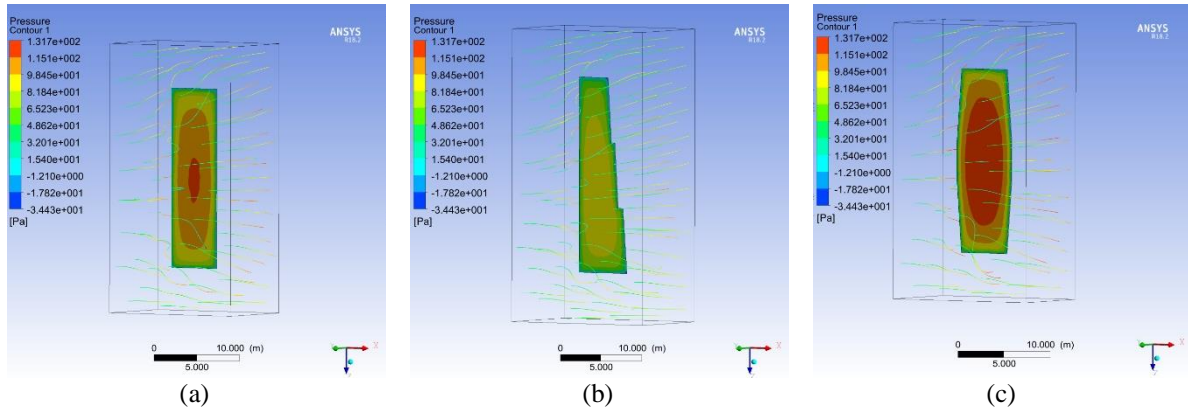 Pressure
Contour 1
1.317e+002
1.151e+002
9.845e+001
8.184e+001
6.523e+001
4.862e+001
3.201e+001
1.540e+001
-1.210e+000
-1.782e+001
-3.443e+001
[Pa]
ANSYS
R18.2
0
10.000 (m)
5.000
X
Y
Z
(a)
Pressure
Contour 1
1.317e+002
1.151e+002
9.845e+001
8.184e+001
6.523e+001
4.862e+001
3.201e+001
1.540e+001
-1.210e+000
-1.782e+001
-3.443e+001
[Pa]
ANSYS
R18.2
0
10.000 (m)
5.000
X
Y
Z
(b)
Pressure
Contour 1
1.317e+002
1.151e+002
9.845e+001
8.184e+001
6.523e+001
4.862e+001
3.201e+001
1.540e+001
-1.210e+000
-1.782e+001
-3.443e+001
[Pa]
ANSYS
R18.2
0
10.000 (m)
5.000
X
Y
Z
(c)